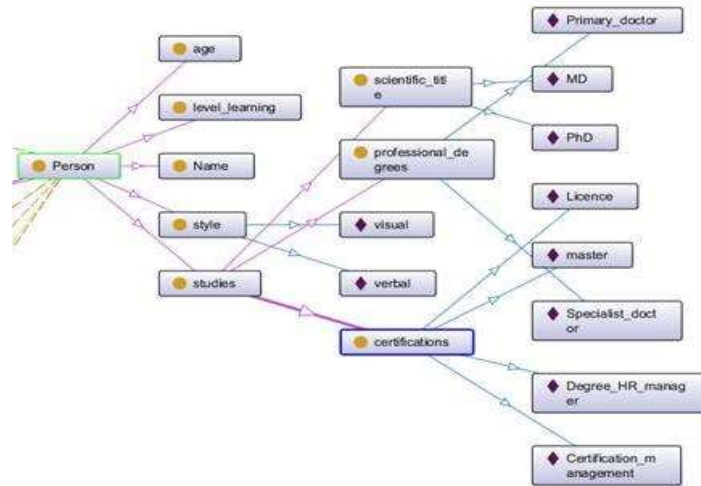 Person
age
level_learning
Name
style
studies
scientific_titl
e
professional_de
grees
visual
verbal
certifications
Primary_doctor
MD
PhD
Licence
master
Specialist_doct
or
Degree_HR_manag
er
Certification_m
anagement